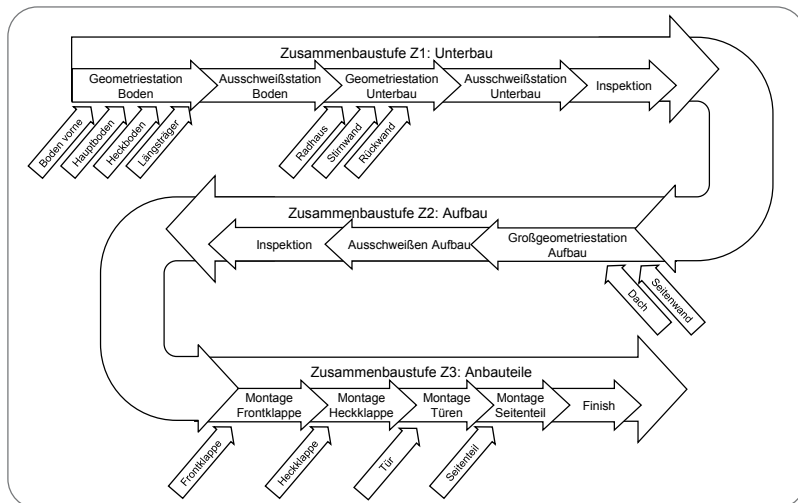 Zusammenbaustufe Z1: Unterbau
Geometriestation
Boden
Ausschweißstation
Boden
Geometriestation
Unterbau
Ausschweißstation
Unterbau
Inspektion
Boden vorne
Hauptboden
Heckboden
Längsträger
Radhaus
Stirnwand
Rückwand
Zusammenbaustufe Z2: Aufbau
Inspektion
Ausschweißen Aufbau
Großgeometriestation
Aufbau
Dach
Seitenwand
Zusammenbaustufe Z3: Anbauteile
Montage
Frontklappe
Montage
Heckklappe
Montage
Türen
Montage
Seitenteil
Finish
Frontklappe
Heckklappe
Tür
Seitenteil